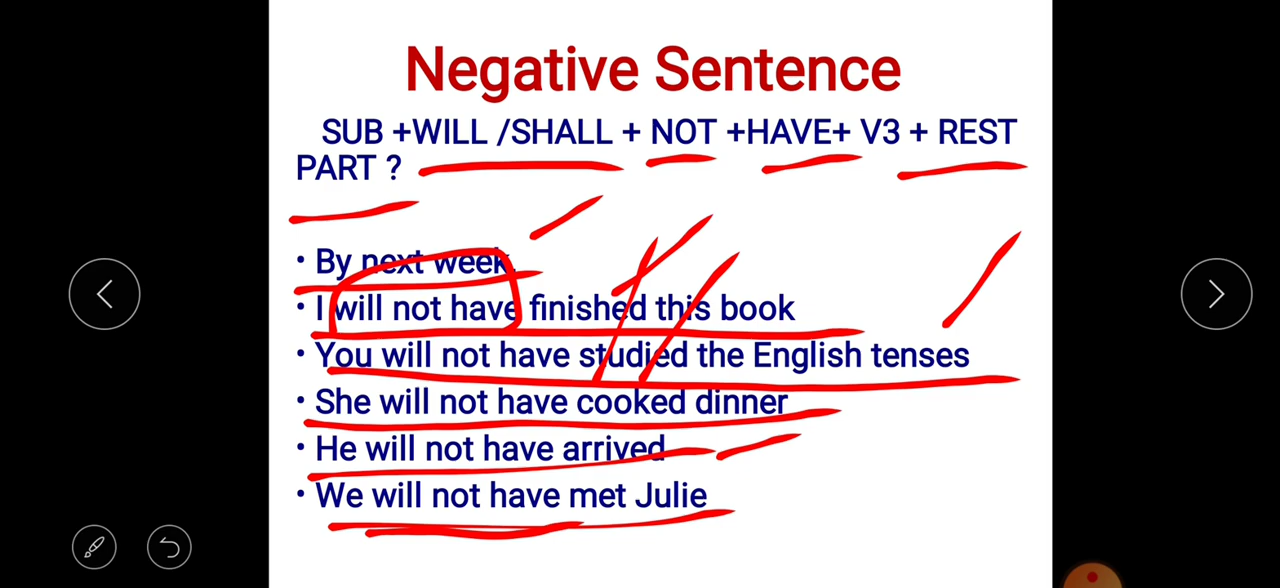 Negative Sentence
SUB +WILL /SHALL + NOT +HAVE+ V3 + REST
PART ?
• By next week,
• I will not have finished this book
• You will not have studied the English tenses
• She will not have cooked dinner
• He will not have arrived
• We will not have met Julie